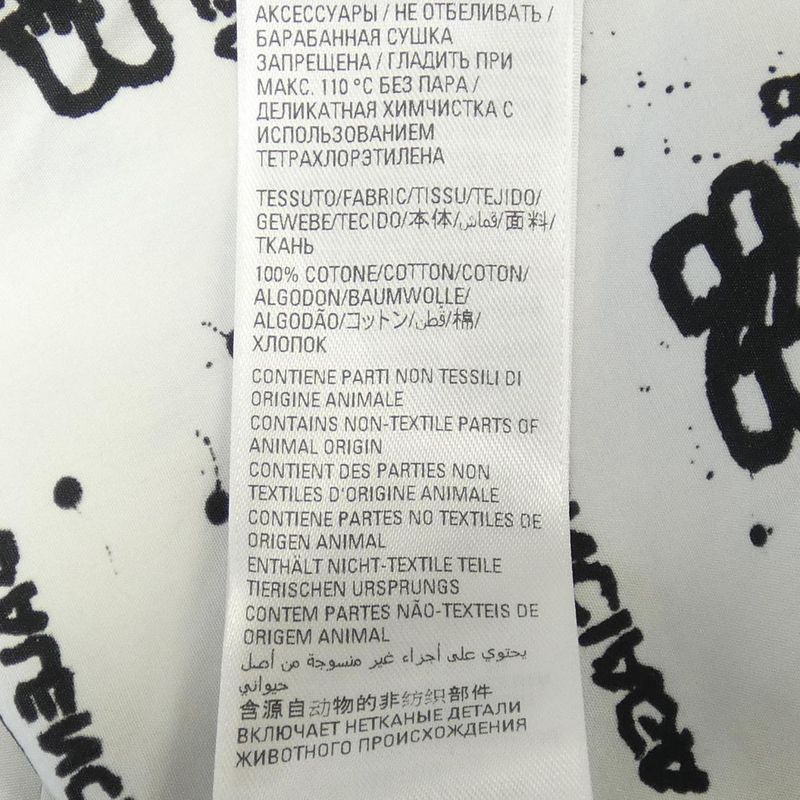 АКСЕССУАРЫ / НЕ ОТБЕЛИВАТЬ /
БАРАБАННАЯ СУШКА
ЗАПРЕЩЕНА / ГЛАДИТЬ ПРИ
МАКС. 110 °C БЕЗ ПАРА /
ДЕЛИКАТНАЯ ХИМЧИСТКА С
ИСПОЛЬЗОВАНИЕМ
ТЕТРАХЛОРЭТИЛЕНА
TESSUTO/FABRIC/TISSU/TEJIDO/
GEWEBE/TECIDO/本体/قماش/面料/
ТКАНЬ
100% COTONE/COTTON/COTON/
ALGODON/BAUMWOLLE/
ALGODÃO/コットン/قطن/棉/
ХЛОПОК
CONTIENE PARTI NON TESSILI DI
ORIGINE ANIMALE
CONTAINS NON-TEXTILE PARTS OF
ANIMAL ORIGIN
CONTIENT DES PARTIES NON
TEXTILES D'ORIGINE ANIMALE
CONTIENE PARTES NO TEXTILES DE
ORIGEN ANIMAL
ENTHÄLT NICHT-TEXTILE TEILE
TIERISCHEN URSPRUNGS
CONTEM PARTES NÃO-TEXTEIS DE
ORIGEM ANIMAL
يحتوي على أجزاء غير منسوجة من أصل
حيواني
含源自动物的非纺织部件
ВКЛЮЧАЕТ НЕТКАНЫЕ ДЕТАЛИ
ЖИВОТНОГО ПРОИСХОЖДЕНИЯ